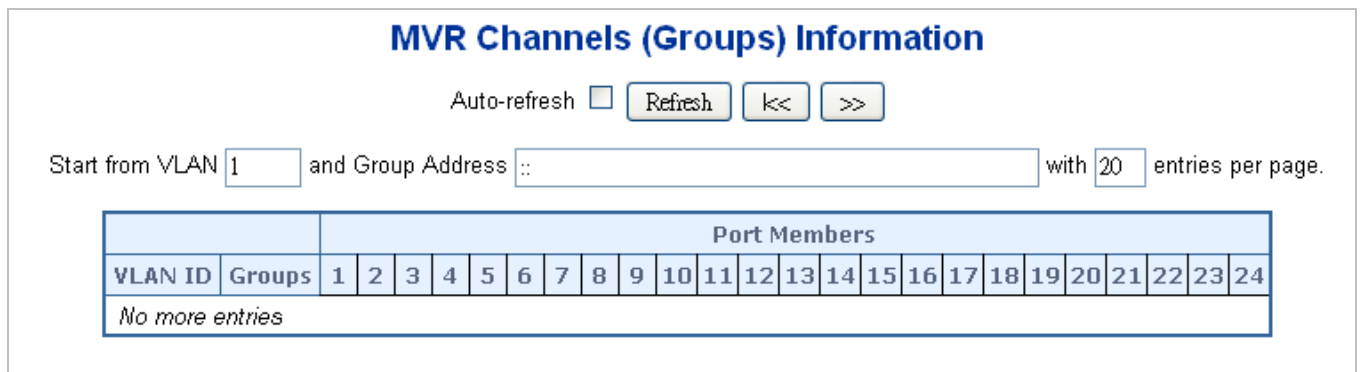 MVR Channels (Groups) Information
Auto-refresh Refresh |<< >>
Start from VLAN 1 and Group Address :: with 20 entries per page.
Port Members
VLAN ID Groups 1 2 3 4 5 6 7 8 9 10 11 12 13 14 15 16 17 18 19 20 21 22 23 24
No more entries